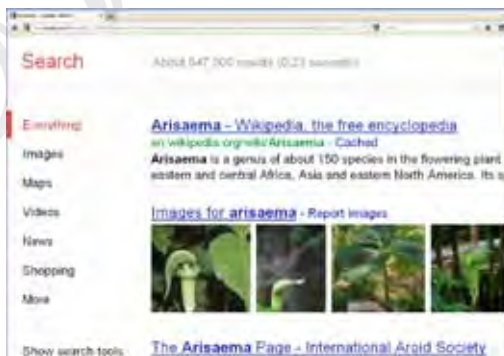 Search
About 647,000 results (0.23 seconds)
Everything
Images
Maps
Videos
News
Shopping
More
Show search tools
Arisaema - Wikipedia, the free encyclopedia
en.wikipedia.org/wiki/Arisaema - Cached
Arisaema is a genus of about 150 species in the flowering plant
eastern and central Africa, Asia and eastern North America. Its
Images for arisaema - Report images
The Arisaema Page - International Aroid Society